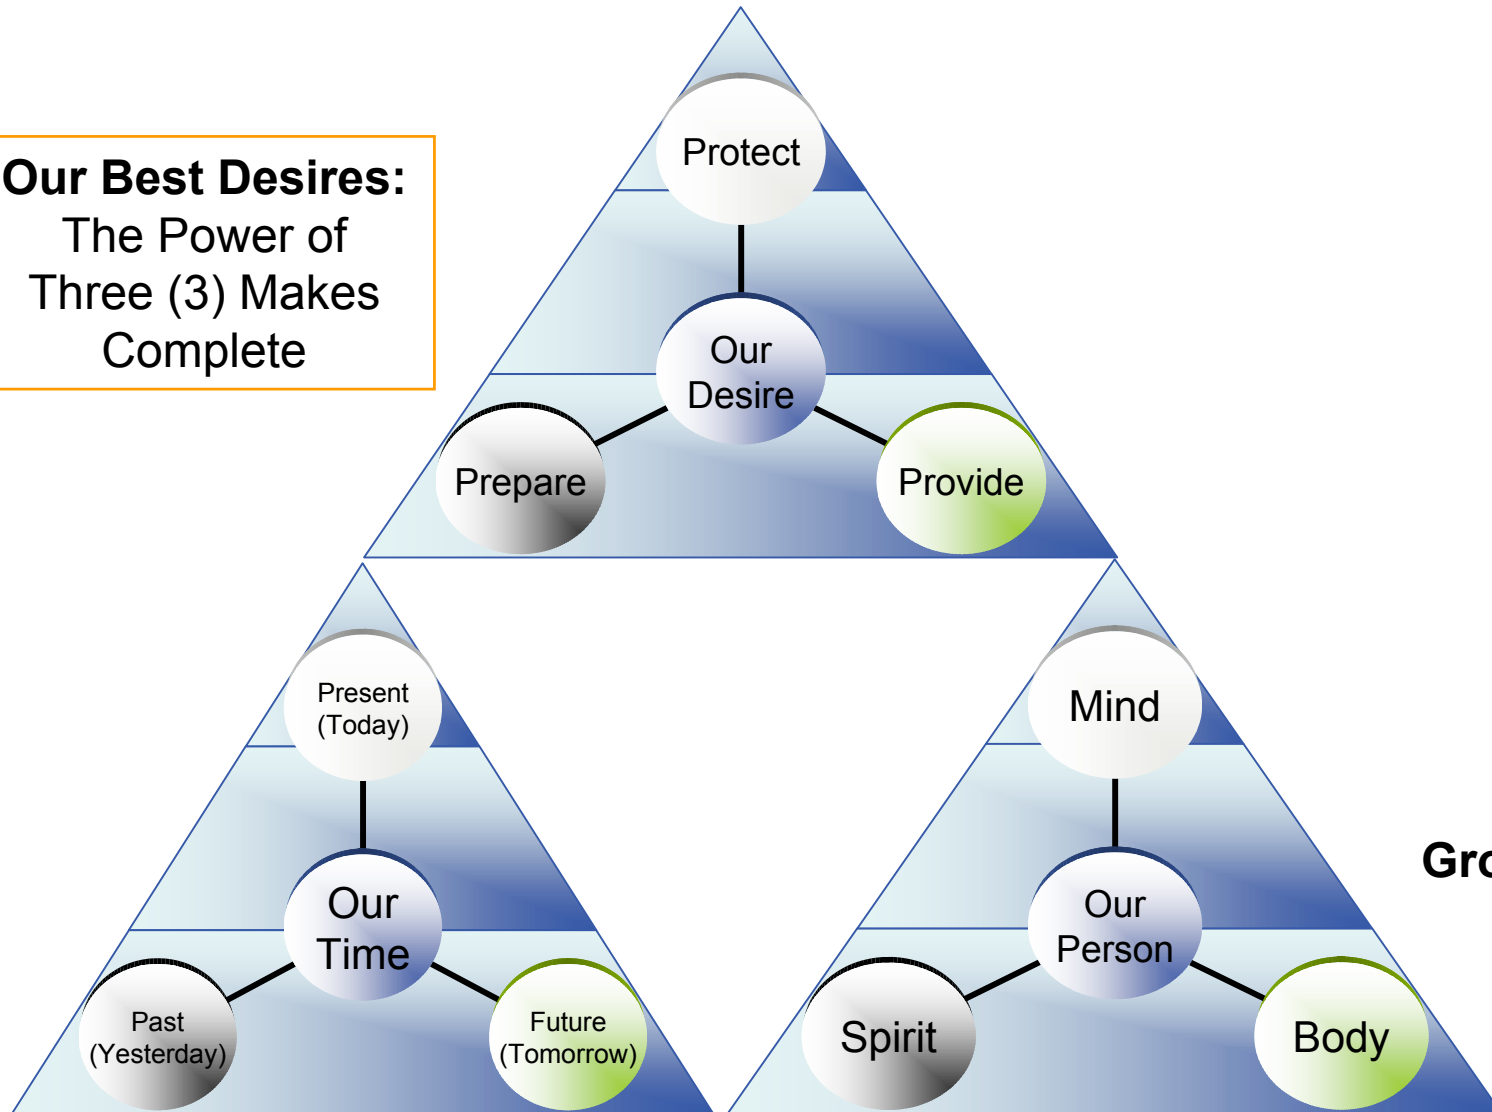 Our Best Desires:
The Power of
Three (3) Makes
Complete
Protect
Our
Desire
Prepare
Provide
Present
(Today)
Our
Time
Past
(Yesterday)
Future
(Tomorrow)
Mind
Our
Person
Spirit
Body